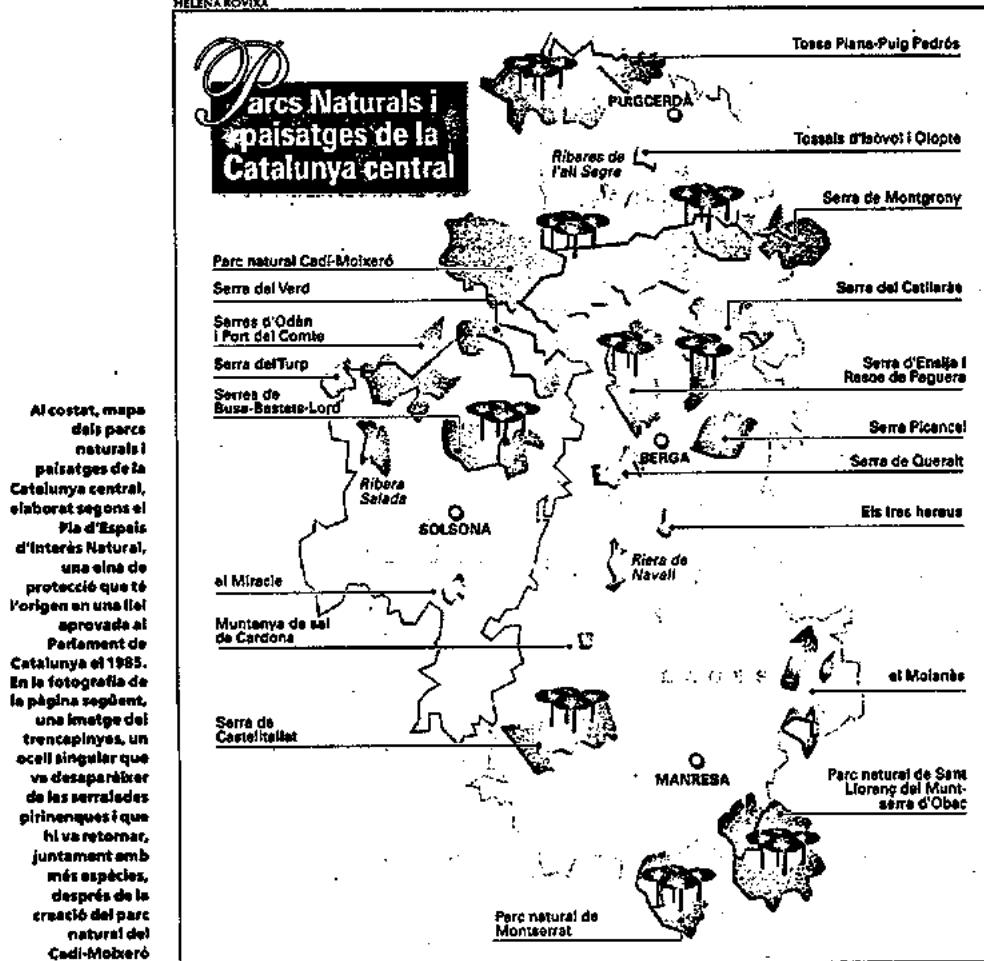 HELENA ROVIXA
Parcs Naturals i
paisatges de la
Catalunya central
Tossa Plana-Puig Pedrós
PUIGCERDÀ
Tossals d'Isòvol i Olopte
Riberes de
l'alt Segre
Serra de Montgrony
Parc natural Cadí-Moixeró
Serra del Verd
Serra del Catllaràs
Serres d'Odèn
i Port del Comte
Serra del Turp
Serra d'Ensija i
Rasos de Peguera
Serres de
Busa-Bastets-Lord
Serra Picancel
BERGA
Serra de Queralt
Ribera
Salada
Els tres hereus
SOLSONA
Riera de
Navall
el Miracle
Muntanya de sal
de Cardona
BAGES
el Moianès
Serra de
Castelltallat
MANRESA
Parc natural de Sant
Llorenç del Munt-
serra d'Obac
Parc natural de
Montserrat
Al costat, mapa
dels parcs
naturals i
paisatges de la
Catalunya central,
elaborat segons el
Pla d'Espais
d'Interès Natural,
una eina de
protecció que té
l'origen en una llei
aprovada al
Parlament de
Catalunya el 1985.
En la fotografia de
la pàgina següent,
una imatge del
trencapinyes, un
ocell singular que
va desaparèixer
de les serralades
pirinenques i que
hi va retornar,
juntament amb
més espècies,
després de la
creació del parc
natural del
Cadí-Moixeró